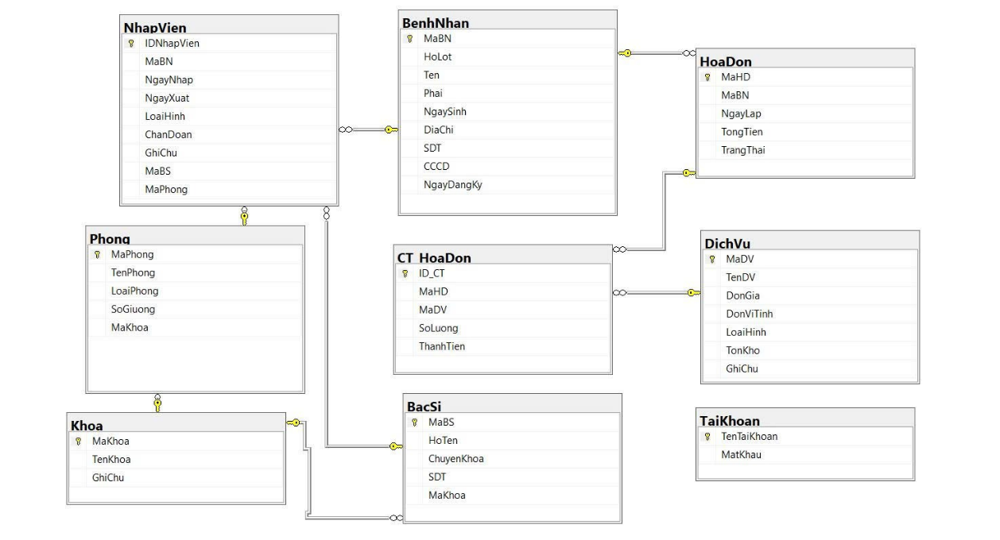 NhapVien
IDNhapVien
MaBN
NgayNhap
NgayXuat
LoaiHinh
ChanDoan
GhiChu
MaBS
MaPhong
BenhNhan
MaBN
HoLot
Ten
Phai
NgaySinh
DiaChi
SDT
CCCD
NgayDangKy
HoaDon
MaHD
MaBN
NgayLap
TongTien
TrangThai
Phong
MaPhong
TenPhong
LoaiPhong
SoGiuong
MaKhoa
CT_HoaDon
ID_CT
MaHD
MaDV
SoLuong
ThanhTien
DichVu
MaDV
TenDV
DonGia
DonViTinh
LoaiHinh
TonKho
GhiChu
Khoa
MaKhoa
TenKhoa
GhiChu
BacSi
MaBS
HoTen
ChuyenKhoa
SDT
MaKhoa
TaiKhoan
TenTaiKhoan
MatKhau